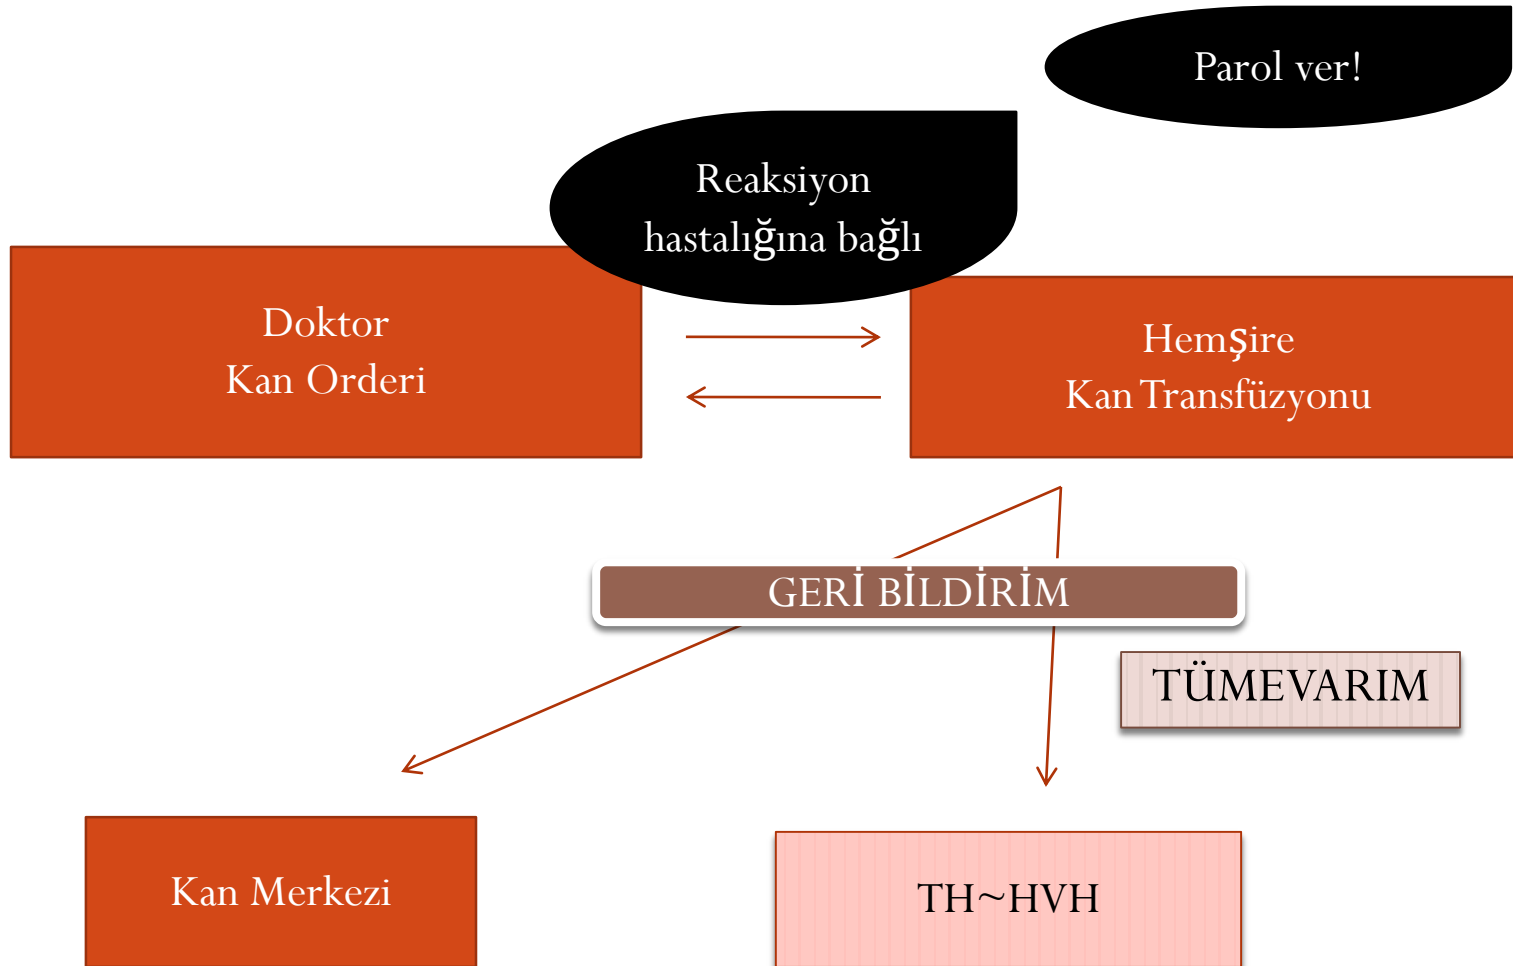 Parol ver!
Reaksiyon
hastalığına bağlı
Doktor
Kan Orderi
Hemşire
Kan Transfüzyonu
GERİ BİLDİRİM
TÜMEVARIM
Kan Merkezi
TH~HVH